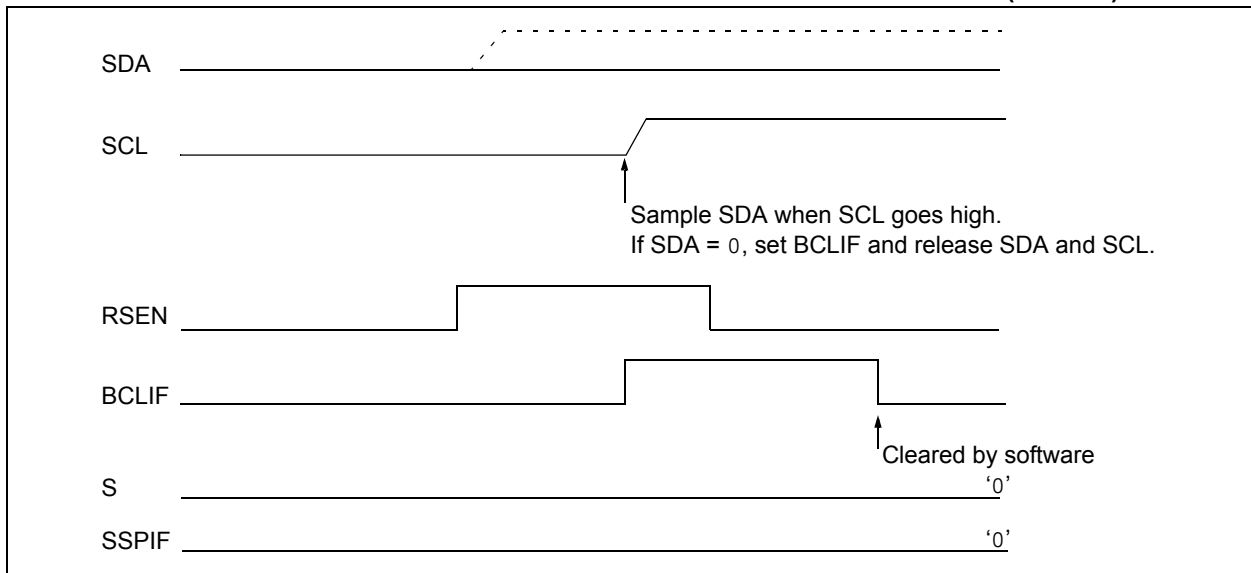 SDA
SCL
Sample SDA when SCL goes high.
If SDA = 0, set BCLIF and release SDA and SCL.
RSEN
BCLIF
Cleared by software
S
‘0’
SSPIF
‘0’